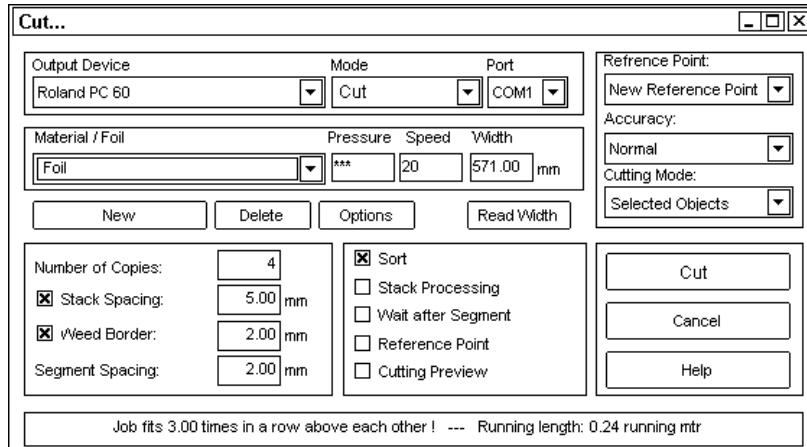 Cut...
Output Device Mode Port
Roland PC 60 Cut COM1
Material / Foil Pressure Speed Width
Foil *** 20 571.00 mm
New Delete Options Read Width
Refrence Point:
New Reference Point
Accuracy:
Normal
Cutting Mode:
Selected Objects
Number of Copies: 4
Stack Spacing: 5.00 mm
Weed Border: 2.00 mm
Segment Spacing: 2.00 mm
Sort
Stack Processing
Wait after Segment
Reference Point
Cutting Preview
Cut
Cancel
Help
Job fits 3.00 times in a row above each other ! --- Running length: 0.24 running mtr